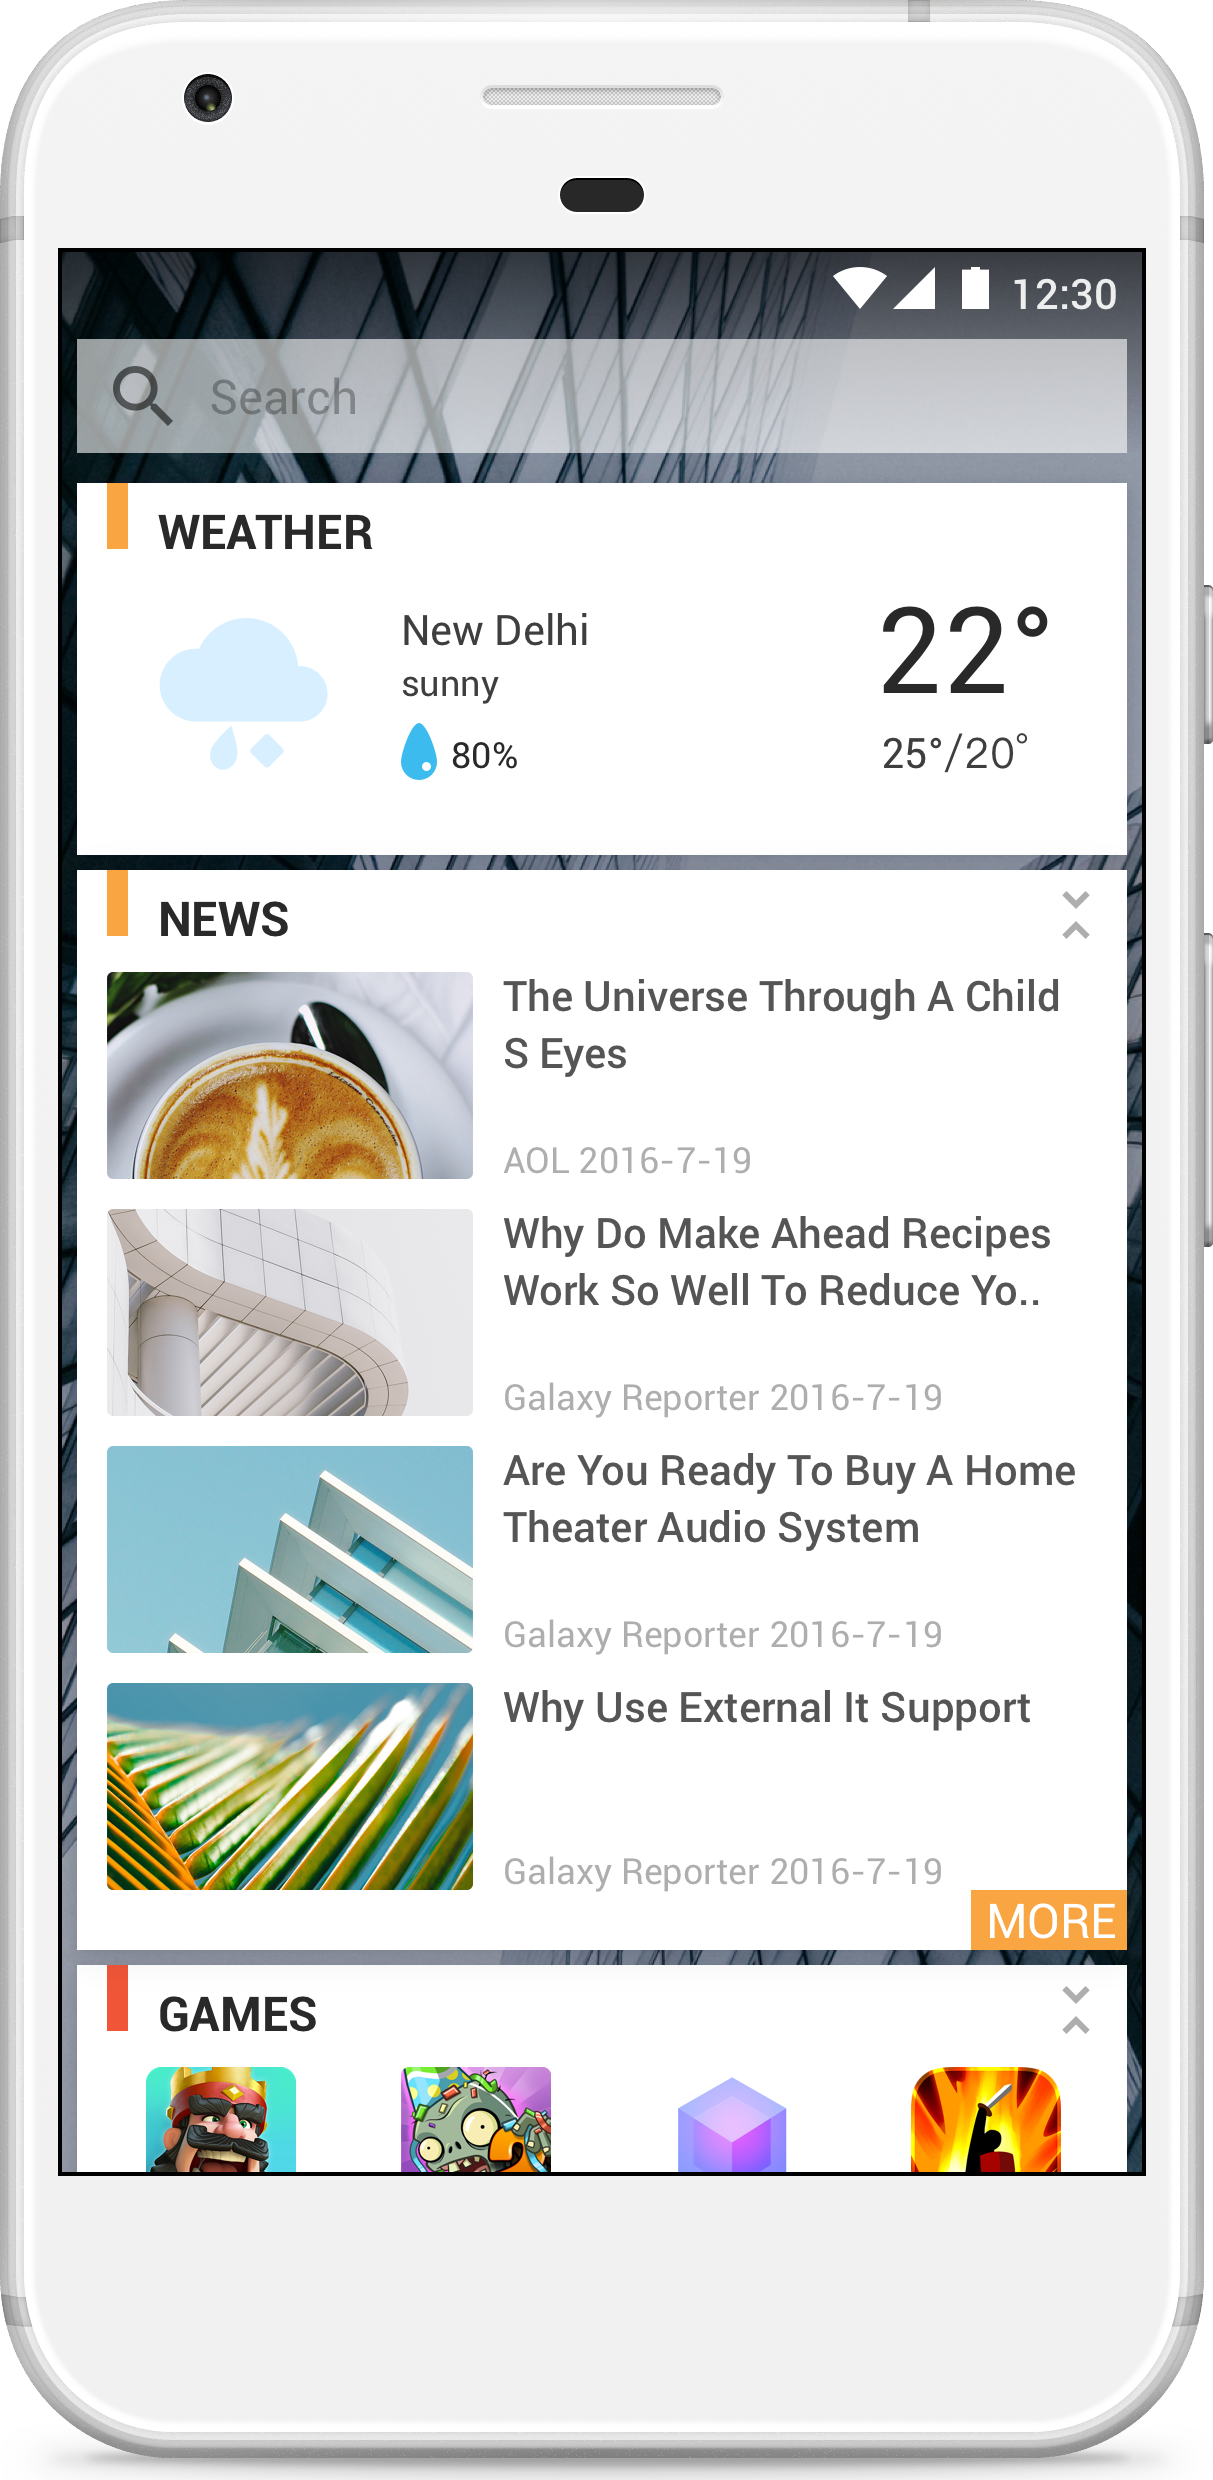 12:30
Search
WEATHER
New Delhi
sunny
80%
22°
25°/20°
NEWS
The Universe Through A Child
S Eyes
AOL 2016-7-19
Why Do Make Ahead Recipes
Work So Well To Reduce Yo..
Galaxy Reporter 2016-7-19
Are You Ready To Buy A Home
Theater Audio System
Galaxy Reporter 2016-7-19
Why Use External It Support
Galaxy Reporter 2016-7-19
MORE
GAMES